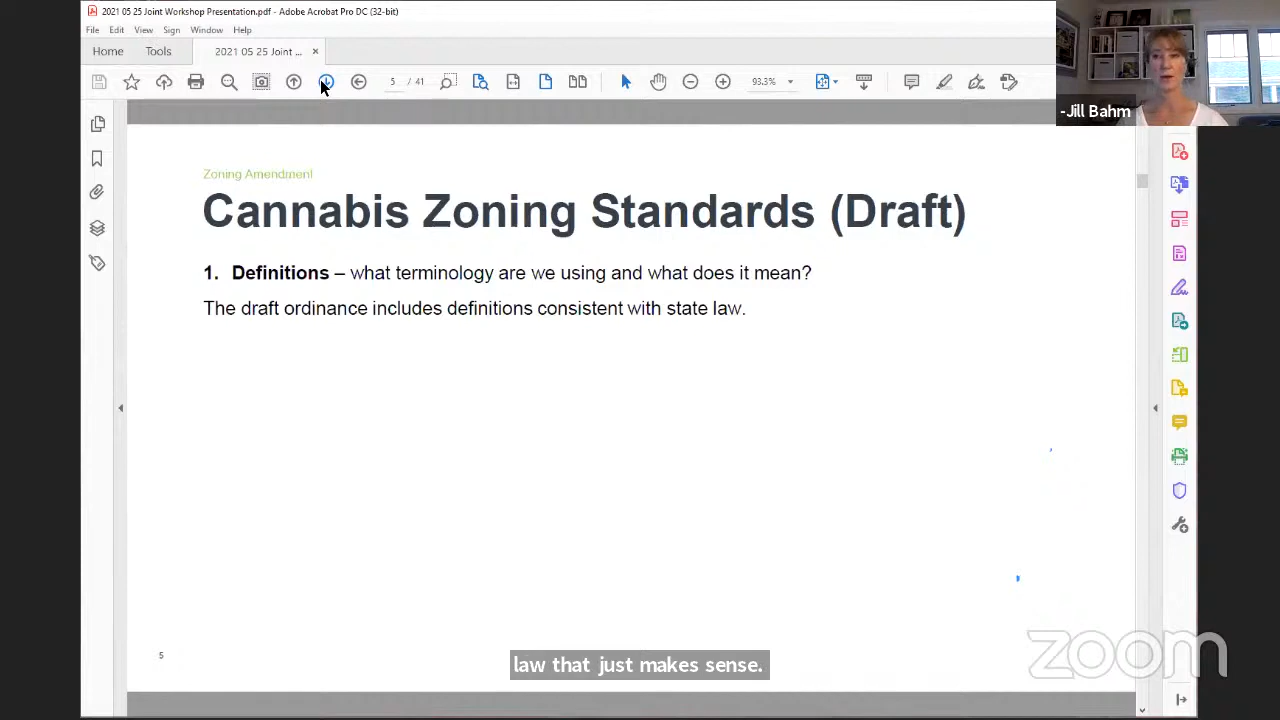 2021 05 25 Joint Workshop Presentation.pdf - Adobe Acrobat Pro DC (32-bit)
File Edit View Sign Window Help
Home Tools 2021 05 25 Joint ... ×
5 / 41 93.3%
-Jill Bahm
Zoning Amendment
Cannabis Zoning Standards (Draft)
1. Definitions – what terminology are we using and what does it mean?
The draft ordinance includes definitions consistent with state law.
5
law that just makes sense.
zoom